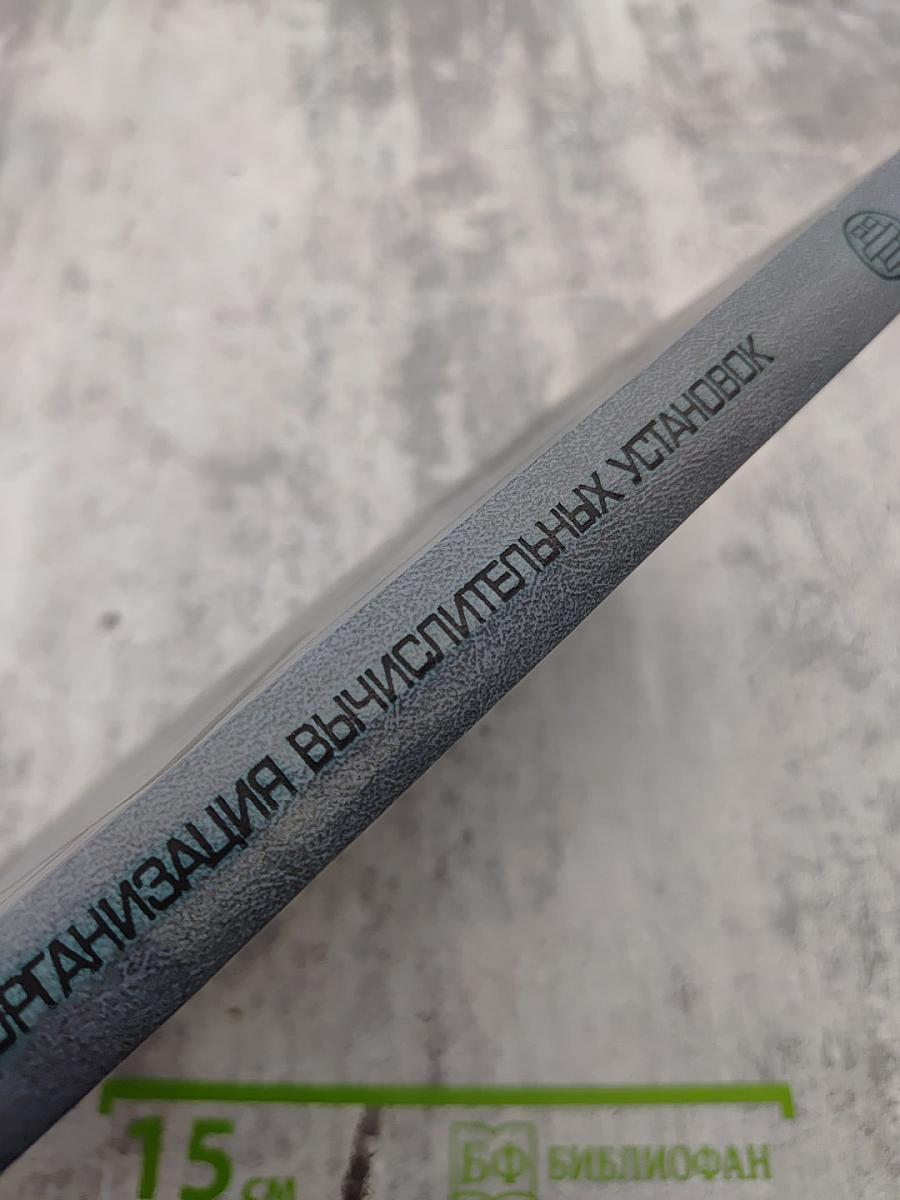 ОРГАНИЗАЦИЯ ВЫЧИСЛИТЕЛЬНЫХ УСТАНОВОК
15 см
БФ БИБЛИОФАН